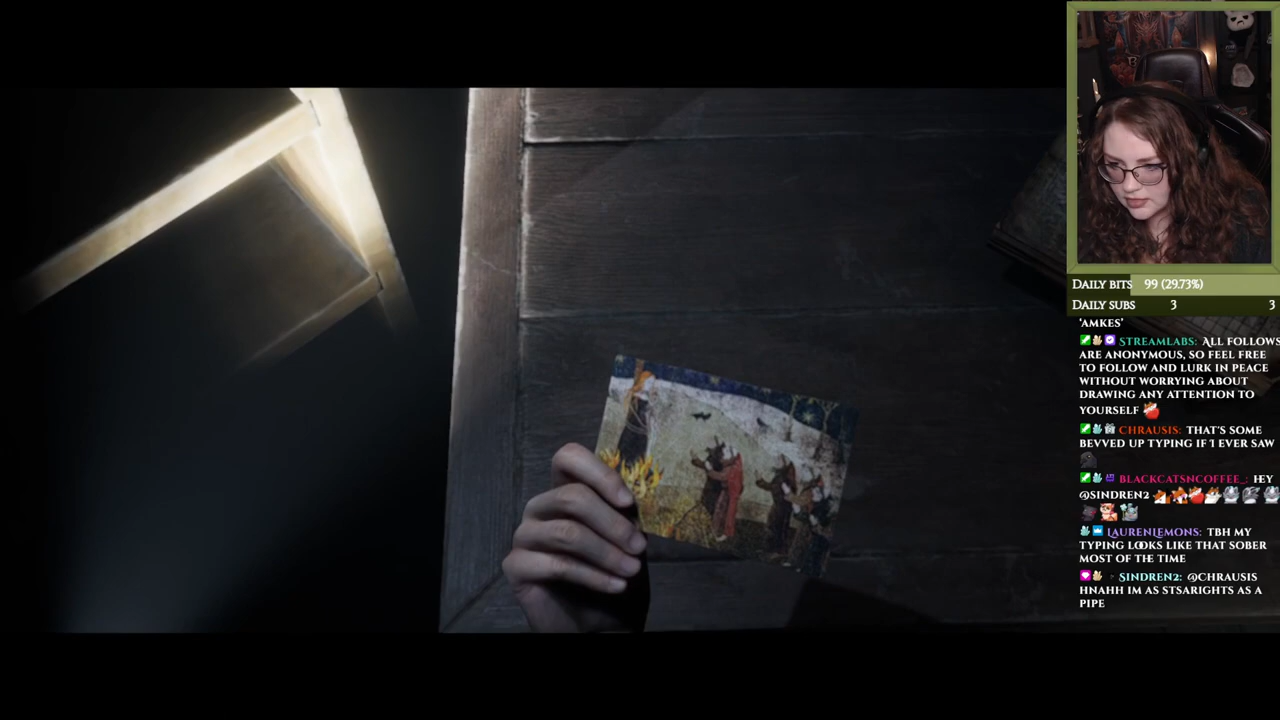 DAILY BITS 99 (29.73%)
DAILY SUBS 3 3
'AMKES'
STREAMLABS: ALL FOLLOWS
ARE ANONYMOUS, SO FEEL FREE
TO FOLLOW AND LURK IN PEACE
WITHOUT WORRYING ABOUT
DRAWING ANY ATTENTION TO
YOURSELF
CHRAUSIS: THAT'S SOME
BEVVED UP TYPING IF I EVER SAW
BLACKCATSNCOFFEE_: HEY
@SINDREN2
LAURENLEMONS: TBH MY
TYPING LOOKS LIKE THAT SOBER
MOST OF THE TIME
SINDREN2: @CHRAUSIS
HNAHH IM AS STSARIGHTS AS A
PIPE